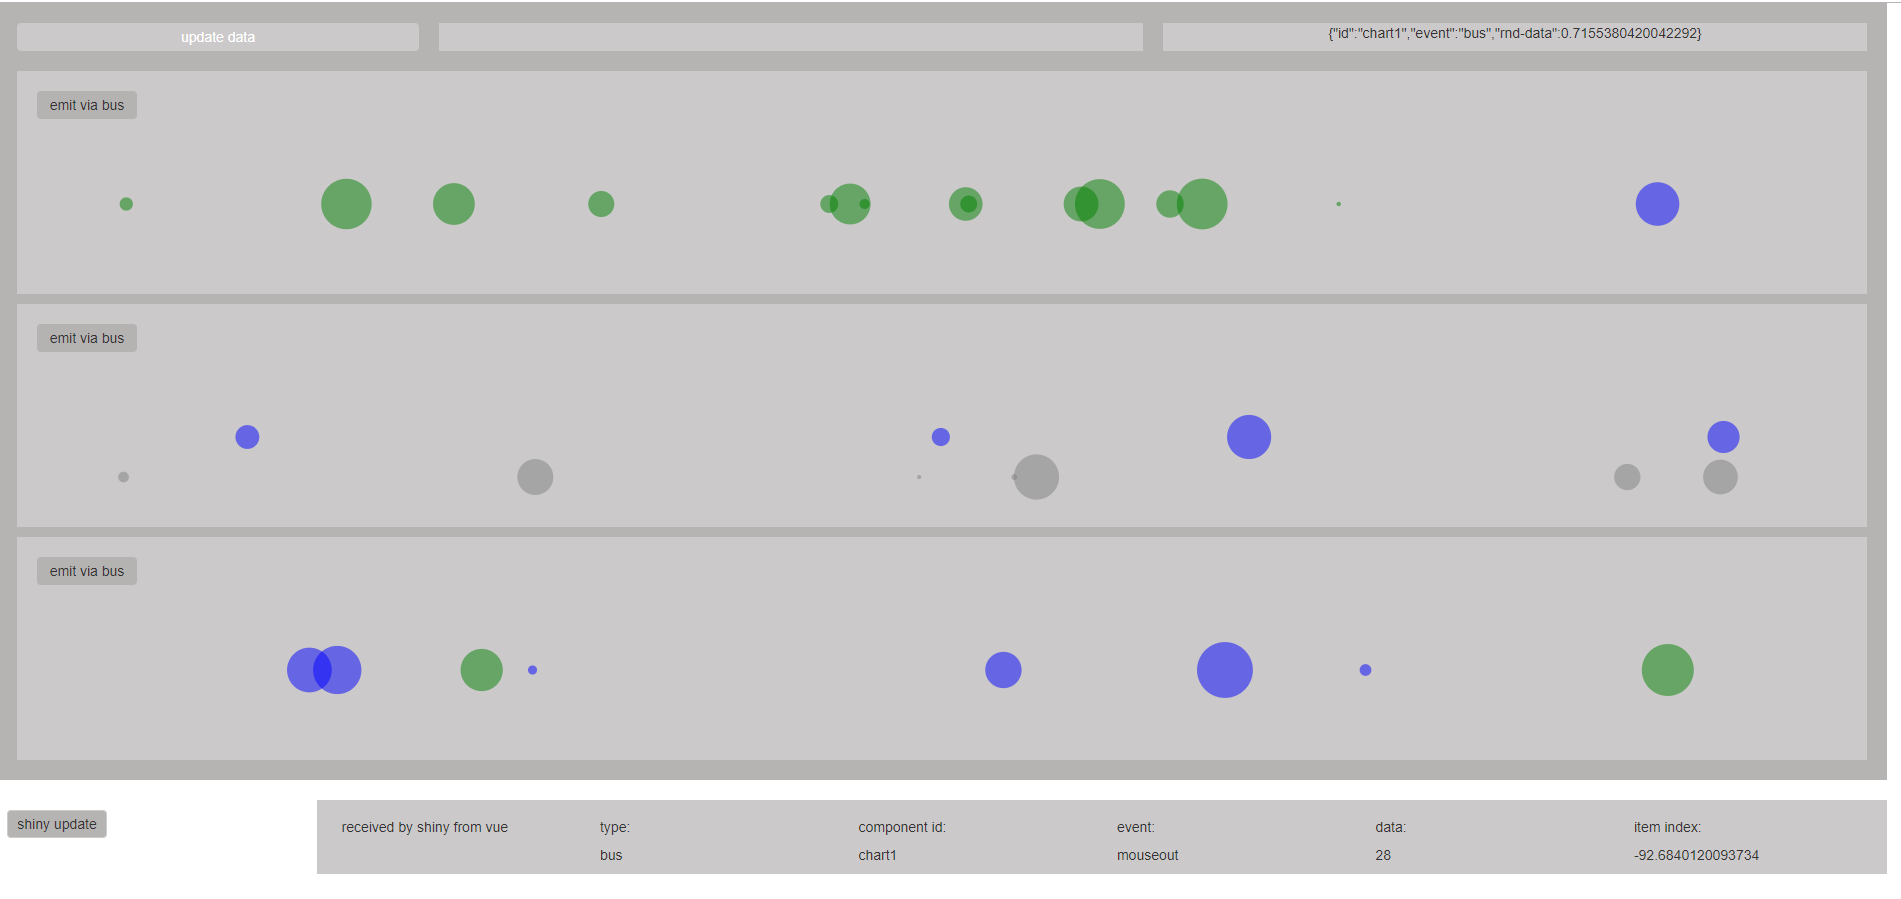 update data
{"id":"chart1","event":"bus","rnd-data":0.7155380420042292}
emit via bus
emit via bus
emit via bus
shiny update
received by shiny from vue type: component id: event: data: item index:
bus chart1 mouseout 28 -92.6840120093734